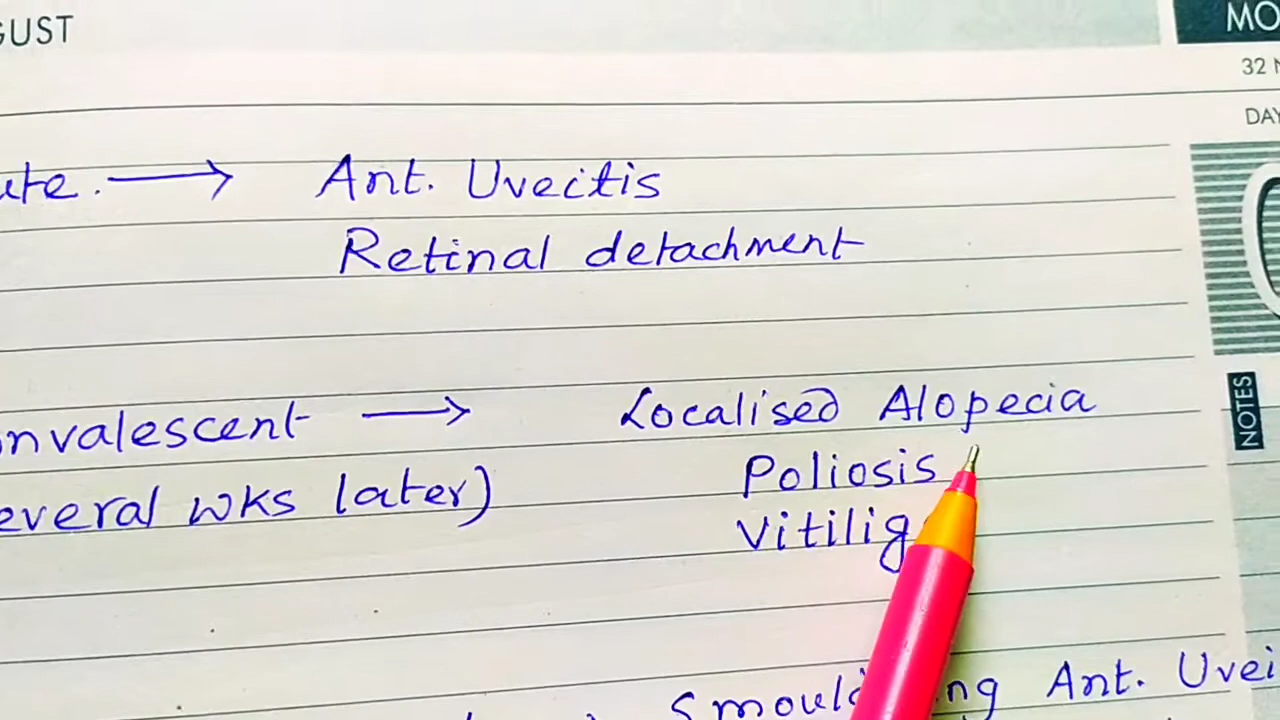 GUST
MO
32
DAY
ute. → Ant. Uveitis
Retinal detachment
nvalescent → Localised Alopecia
everal wks later)
Poliosis
NOTES
Vitilig
Smould ng Ant. Uvei